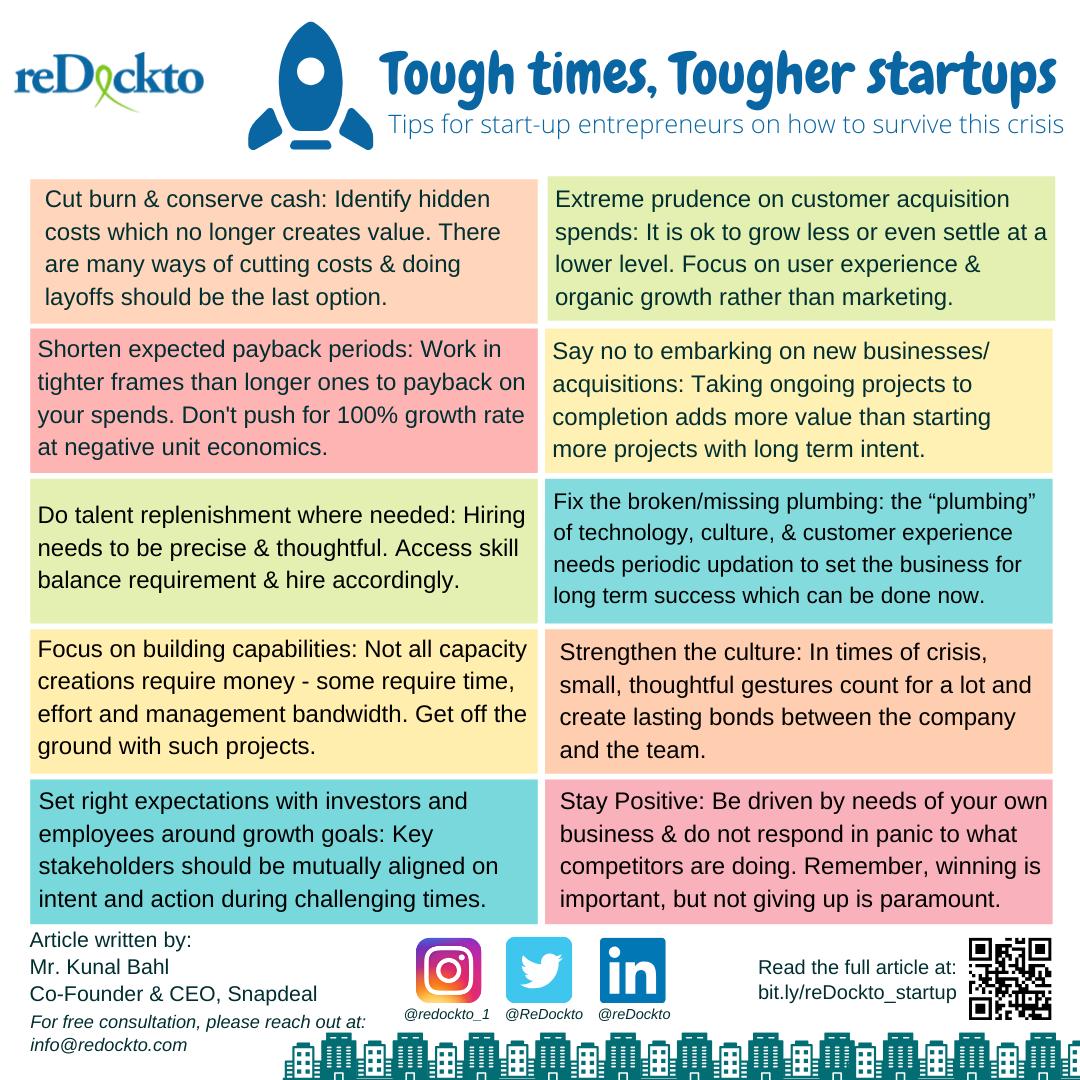 reDockto
Tough times, Tougher startups
Tips for start-up entrepreneurs on how to survive this crisis
Cut burn & conserve cash: Identify hidden
costs which no longer creates value. There
are many ways of cutting costs & doing
layoffs should be the last option.
Extreme prudence on customer acquisition
spends: It is ok to grow less or even settle at a
lower level. Focus on user experience &
organic growth rather than marketing.
Shorten expected payback periods: Work in
tighter frames than longer ones to payback on
your spends. Don't push for 100% growth rate
at negative unit economics.
Say no to embarking on new businesses/
acquisitions: Taking ongoing projects to
completion adds more value than starting
more projects with long term intent.
Do talent replenishment where needed: Hiring
needs to be precise & thoughtful. Access skill
balance requirement & hire accordingly.
Fix the broken/missing plumbing: the “plumbing”
of technology, culture, & customer experience
needs periodic updation to set the business for
long term success which can be done now.
Focus on building capabilities: Not all capacity
creations require money - some require time,
effort and management bandwidth. Get off the
ground with such projects.
Strengthen the culture: In times of crisis,
small, thoughtful gestures count for a lot and
create lasting bonds between the company
and the team.
Set right expectations with investors and
employees around growth goals: Key
stakeholders should be mutually aligned on
intent and action during challenging times.
Stay Positive: Be driven by needs of your own
business & do not respond in panic to what
competitors are doing. Remember, winning is
important, but not giving up is paramount.
Article written by:
Mr. Kunal Bahl
Co-Founder & CEO, Snapdeal
For free consultation, please reach out at:
info@redockto.com
in
@redockto_1 @ReDockto @reDockto
Read the full article at:
bit.ly/reDockto_startup